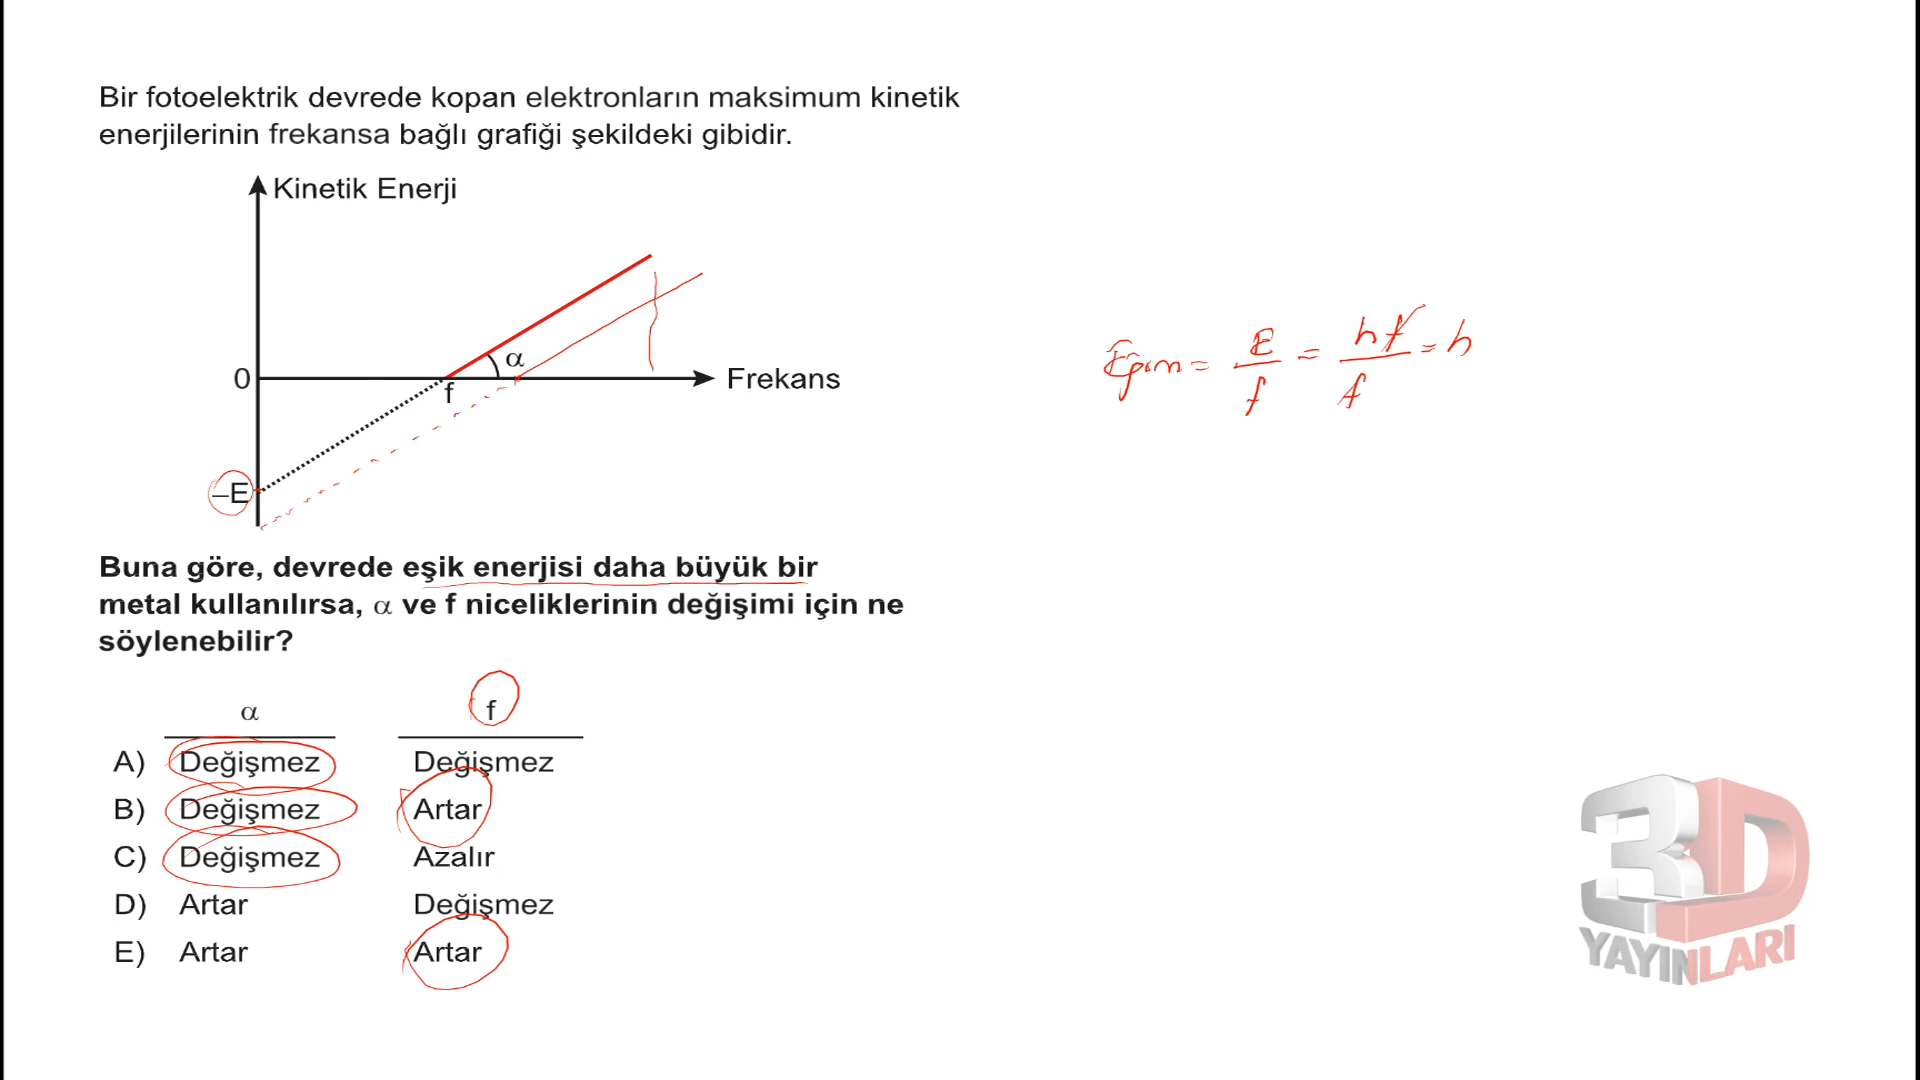 Bir fotoelektrik devrede kopan elektronların maksimum kinetik
enerjilerinin frekansa bağlı grafiği şekildeki gibidir.
Kinetik Enerji
α
0
f
Frekans
–E
Eğim = E/f = hf/f = h
Buna göre, devrede eşik enerjisi daha büyük bir
metal kullanılırsa, α ve f niceliklerinin değişimi için ne
söylenebilir?
α f
A) Değişmez Değişmez
B) Değişmez Artar
C) Değişmez Azalır
D) Artar Değişmez
E) Artar Artar
3D
YAYINLARI